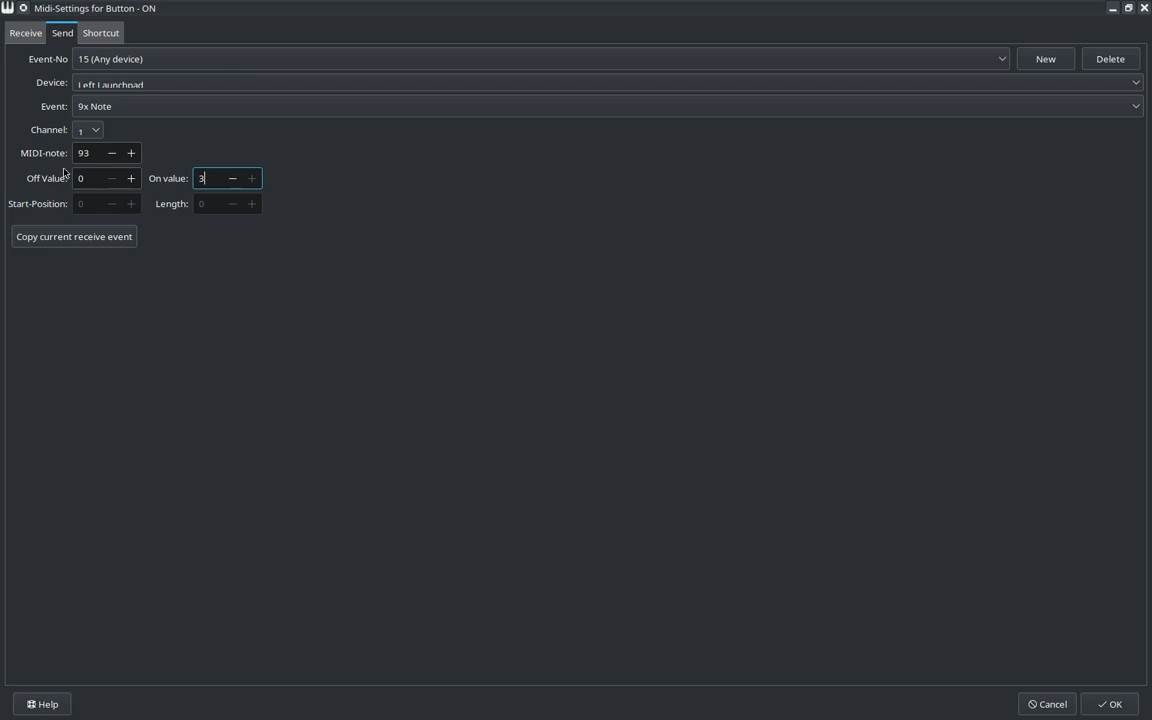 Midi-Settings for Button - ON
Receive Send Shortcut
Event-No 15 (Any device) New Delete
Device: Left Launchpad
Event: 9x Note
Channel: 1
MIDI-note: 93
Off Value: 0 On value: 3
Start-Position: 0 Length: 0
Copy current receive event
Help Cancel OK